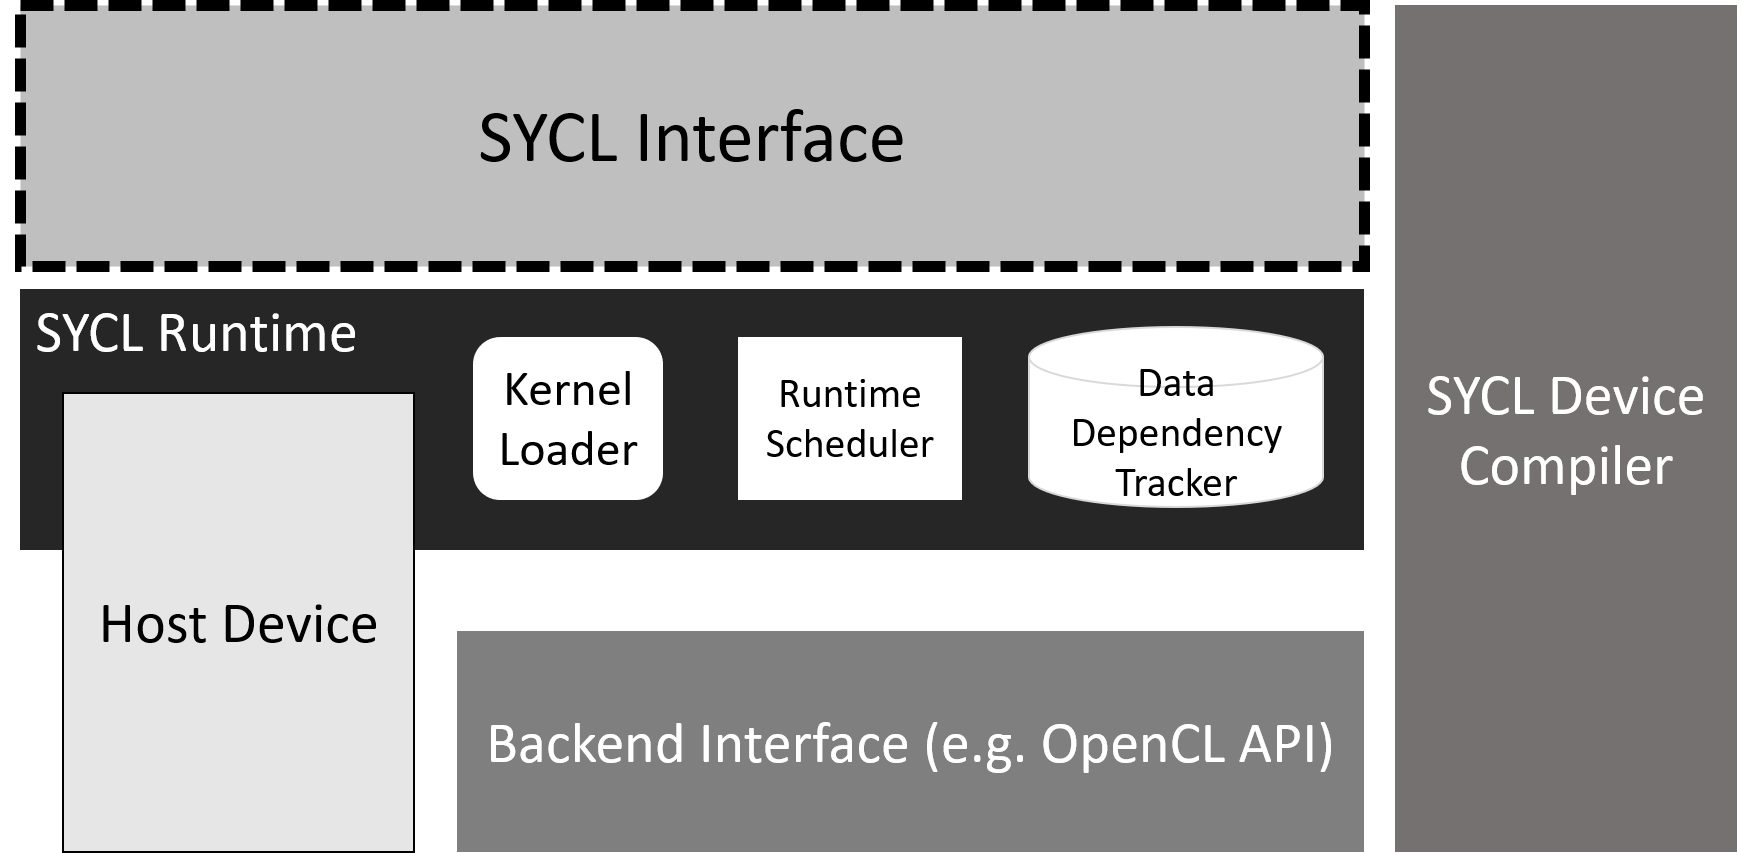 SYCL Interface
SYCL Runtime
Kernel
Loader
Runtime
Scheduler
Data
Dependency
Tracker
Host Device
Backend Interface (e.g. OpenCL API)
SYCL Device
Compiler